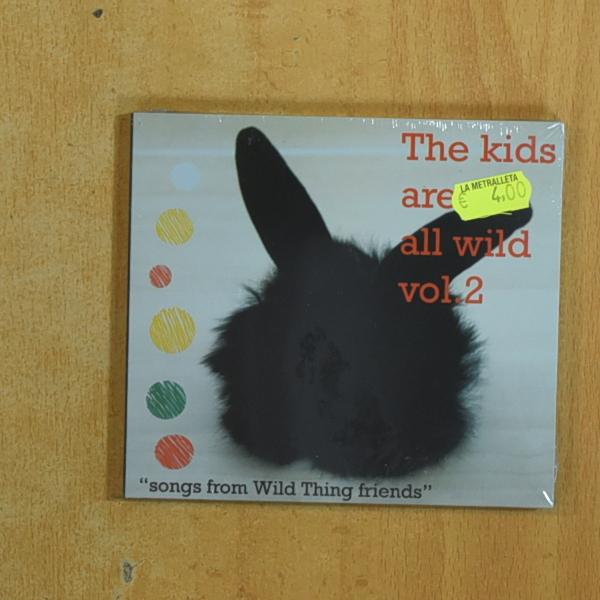 The kids
are
LA METRALLETA
€ 4,00
all wild
vol.2
“songs from Wild Thing friends”